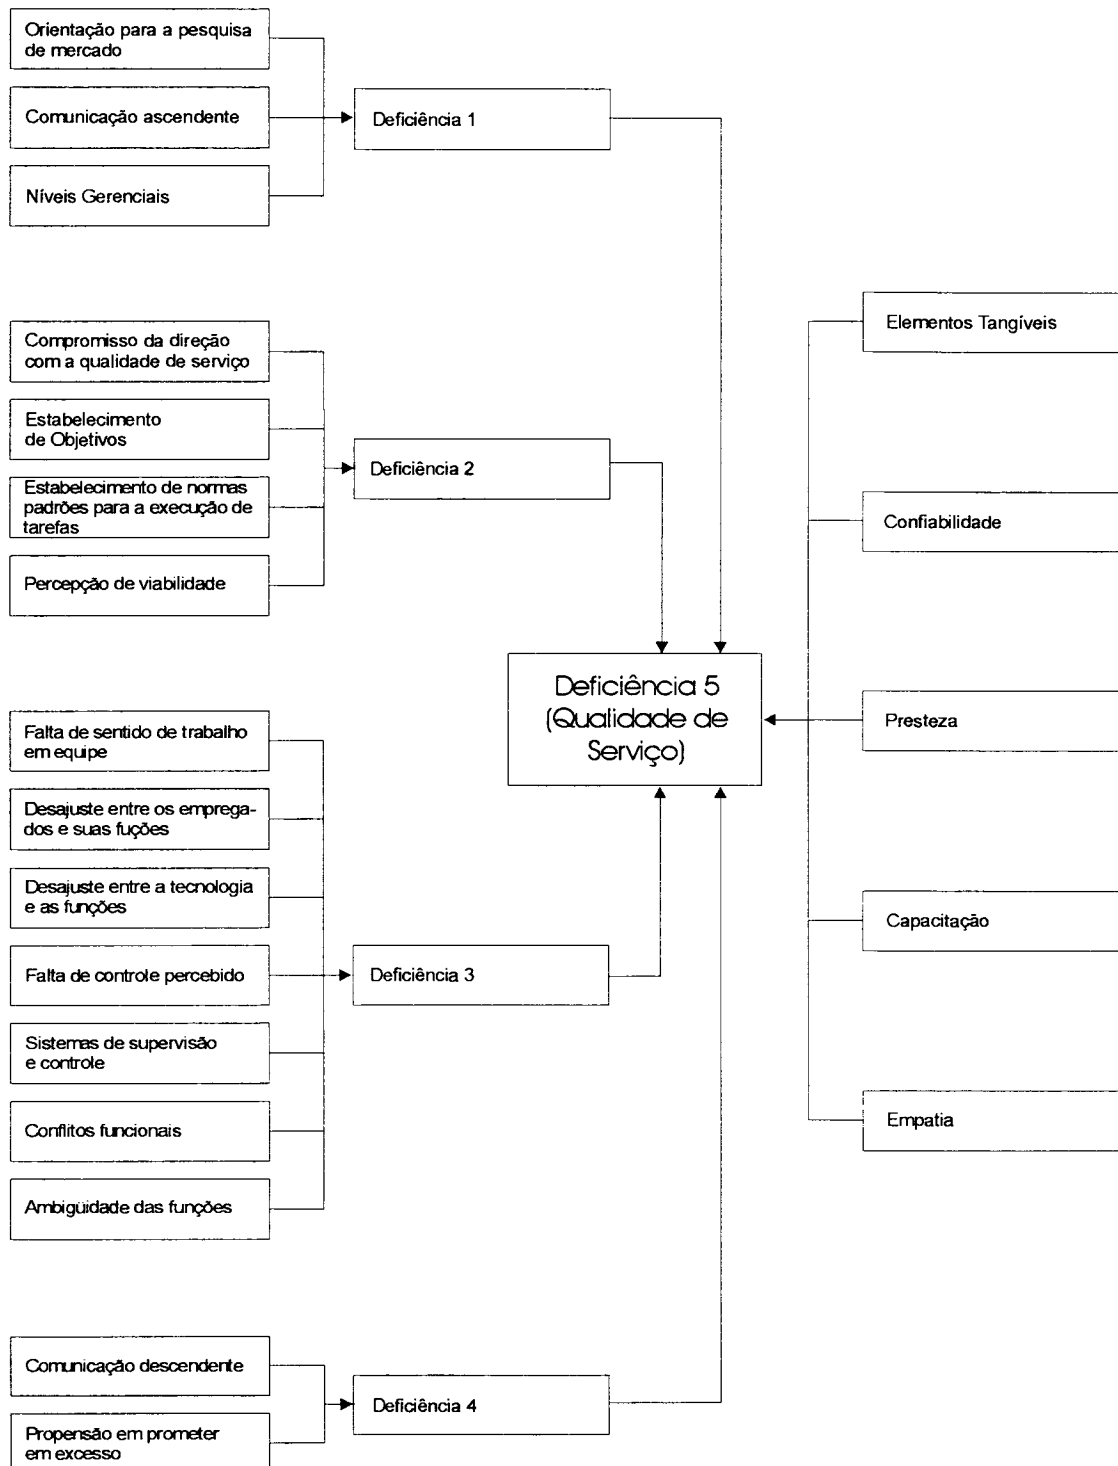 Orientação para a pesquisa
de mercado
Comunicação ascendente
Deficiência 1
Níveis Gerenciais
Compromisso da direção
com a qualidade de serviço
Estabelecimento
de Objetivos
Deficiência 2
Estabelecimento de normas
padrões para a execução de
tarefas
Percepção de viabilidade
Falta de sentido de trabalho
em equipe
Desajuste entre os emprega-
dos e suas fuções
Desajuste entre a tecnologia
e as funções
Falta de controle percebido
Deficiência 3
Sistemas de supervisão
e controle
Conflitos funcionais
Ambigüidade das funções
Comunicação descendente
Deficiência 4
Propensão em prometer
em excesso
Deficiência 5
(Qualidade de
Serviço)
Elementos Tangíveis
Confiabilidade
Presteza
Capacitação
Empatia